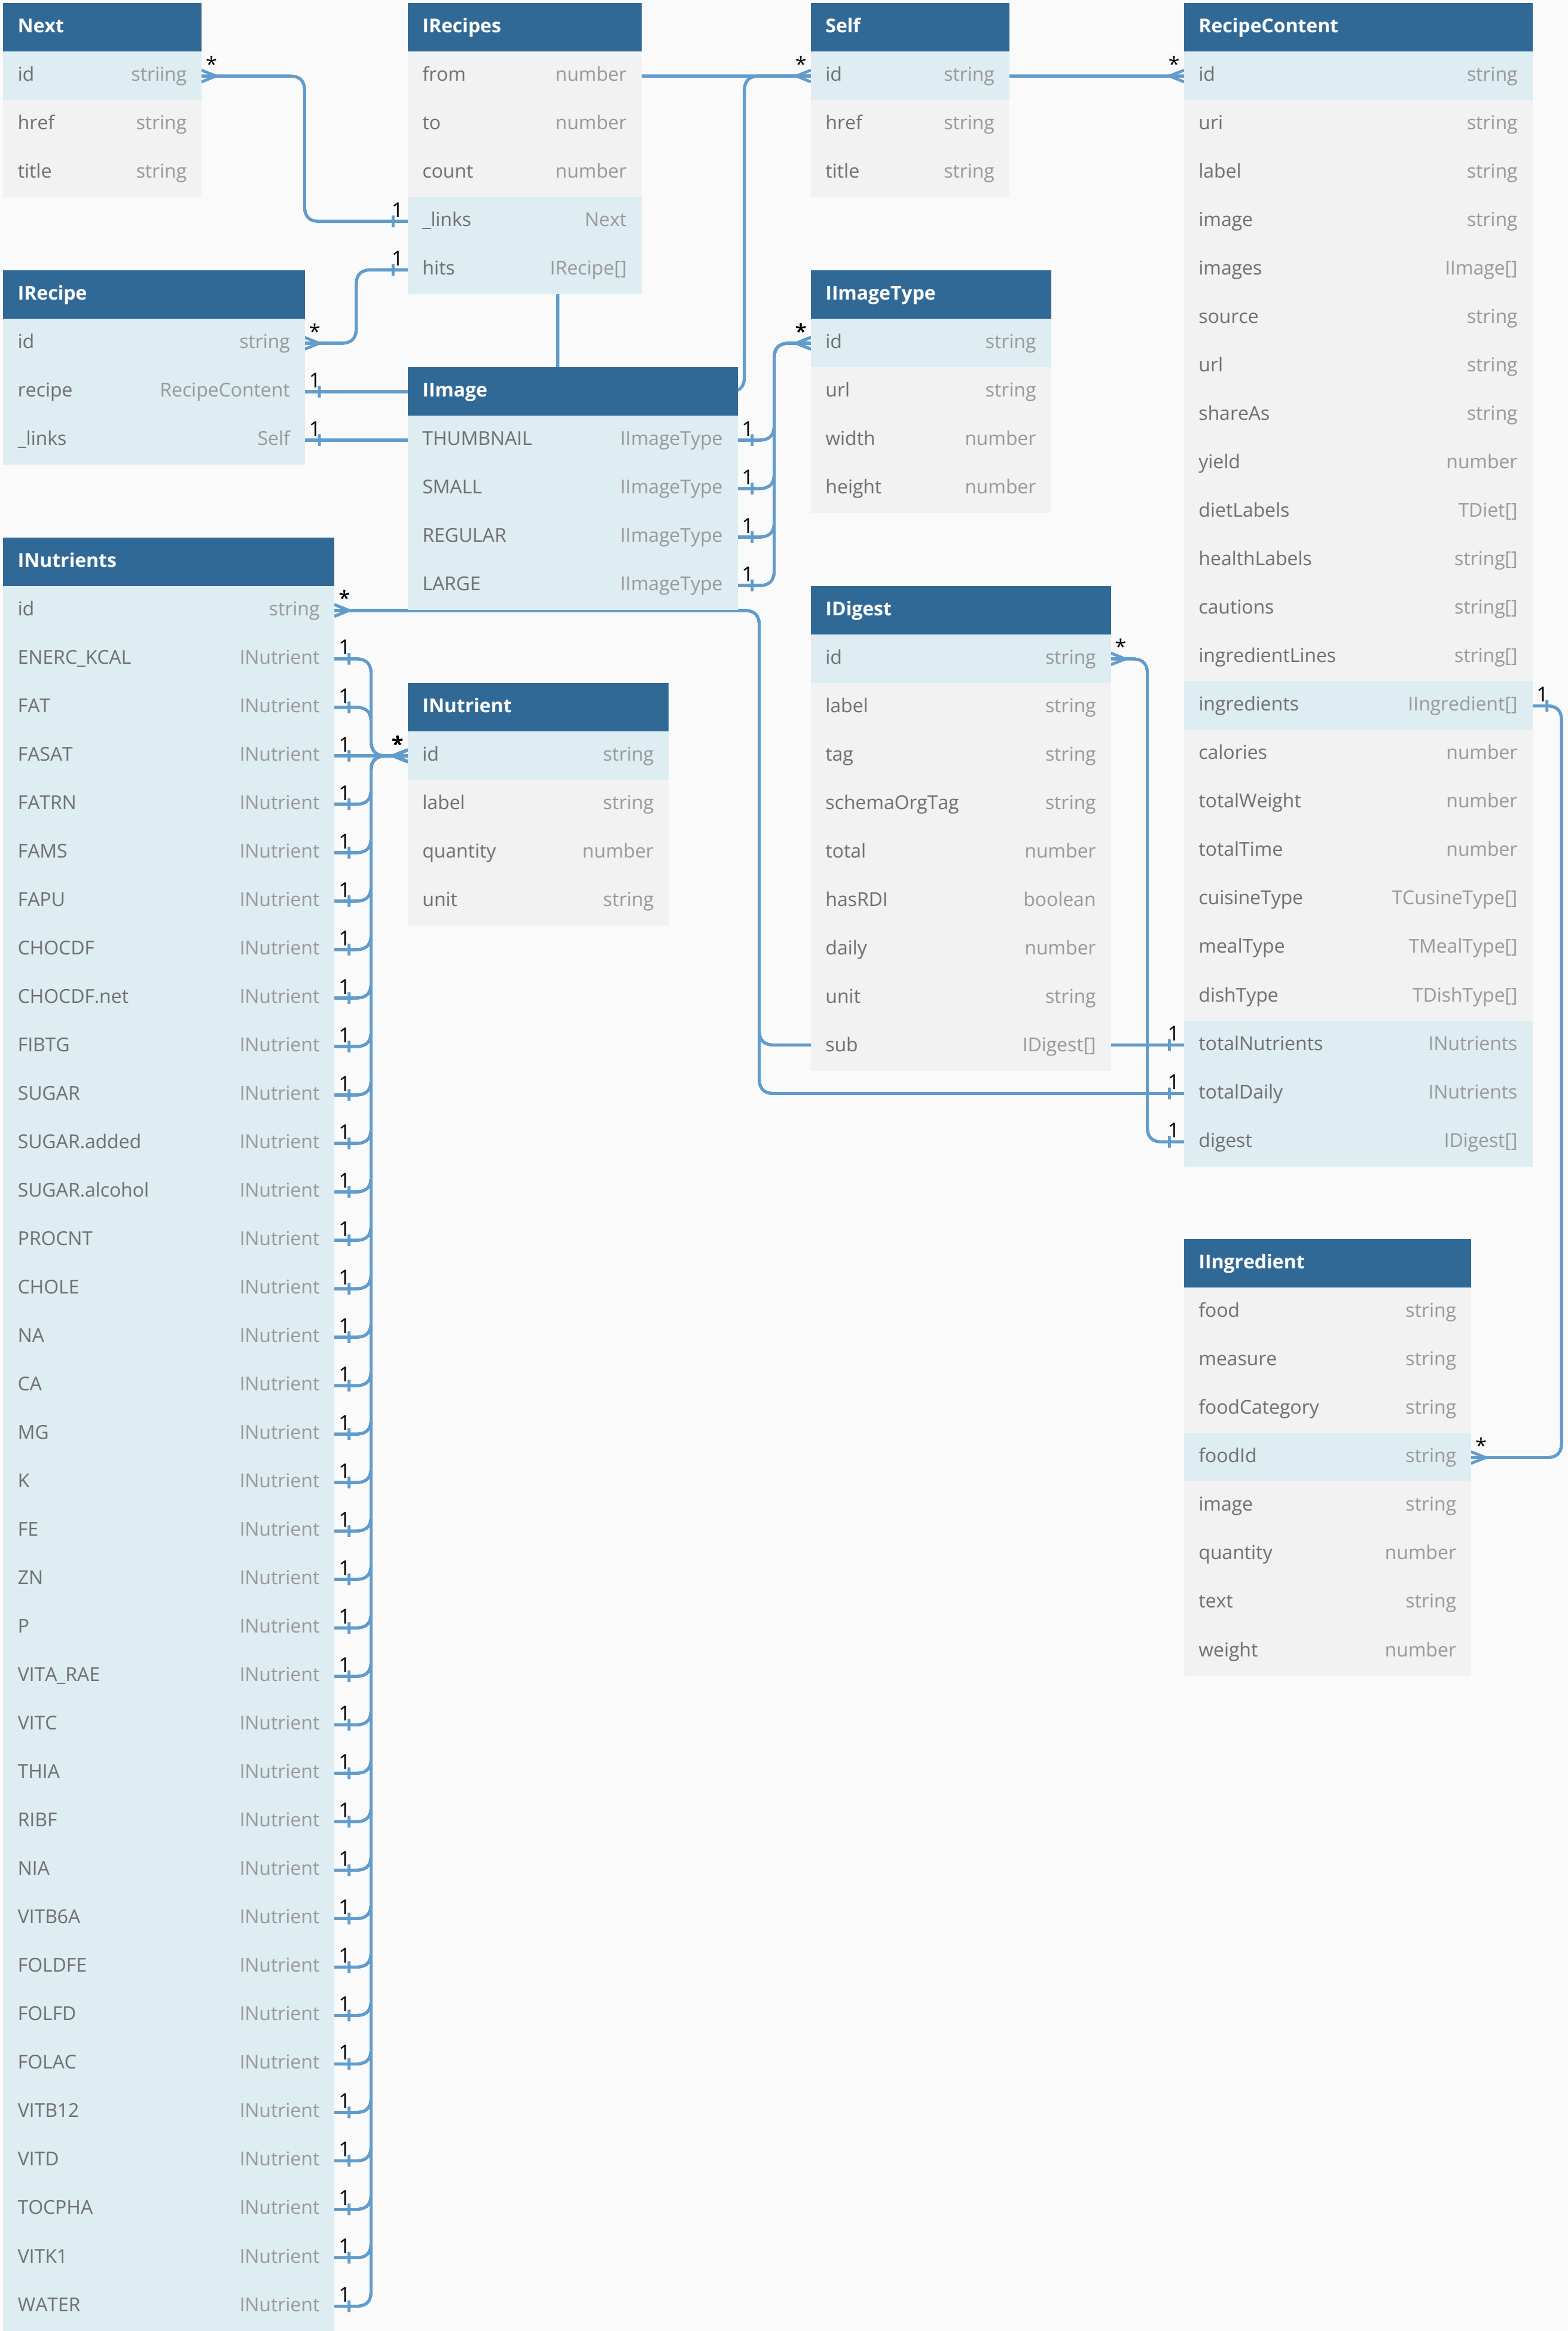 Next
id striing
href string
title string
IRecipes
from number
to number
count number
_links Next
hits IRecipe[]
Self
id string
href string
title string
RecipeContent
id string
uri string
label string
image string
images IImage[]
source string
url string
shareAs string
yield number
dietLabels TDiet[]
healthLabels string[]
cautions string[]
ingredientLines string[]
ingredients IIngredient[]
calories number
totalWeight number
totalTime number
cuisineType TCusineType[]
mealType TMealType[]
dishType TDishType[]
totalNutrients INutrients
totalDaily INutrients
digest IDigest[]
IRecipe
id string
recipe RecipeContent
_links Self
IImage
THUMBNAIL IImageType
SMALL IImageType
REGULAR IImageType
LARGE IImageType
IImageType
id string
url string
width number
height number
INutrients
id string
ENERC_KCAL INutrient
FAT INutrient
FASAT INutrient
FATRN INutrient
FAMS INutrient
FAPU INutrient
CHOCDF INutrient
CHOCDF.net INutrient
FIBTG INutrient
SUGAR INutrient
SUGAR.added INutrient
SUGAR.alcohol INutrient
PROCNT INutrient
CHOLE INutrient
NA INutrient
CA INutrient
MG INutrient
K INutrient
FE INutrient
ZN INutrient
P INutrient
VITA_RAE INutrient
VITC INutrient
THIA INutrient
RIBF INutrient
NIA INutrient
VITB6A INutrient
FOLDFE INutrient
FOLFD INutrient
FOLAC INutrient
VITB12 INutrient
VITD INutrient
TOCPHA INutrient
VITK1 INutrient
WATER INutrient
INutrient
id string
label string
quantity number
unit string
IDigest
id string
label string
tag string
schemaOrgTag string
total number
hasRDI boolean
daily number
unit string
sub IDigest[]
IIngredient
food string
measure string
foodCategory string
foodId string
image string
quantity number
text string
weight number